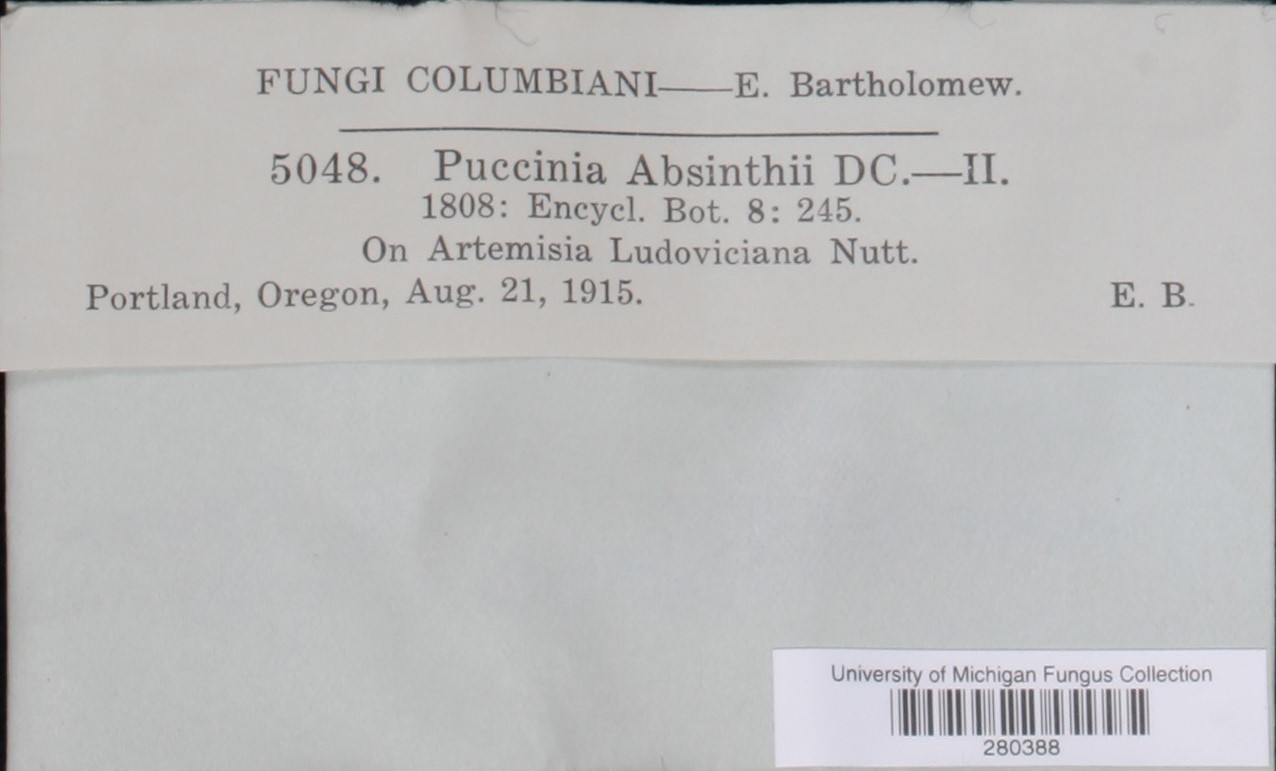 FUNGI COLUMBIANI——E. Bartholomew.
5048. Puccinia Absinthii DC.—II.
1808: Encycl. Bot. 8: 245.
On Artemisia Ludoviciana Nutt.
Portland, Oregon, Aug. 21, 1915. E. B.
University of Michigan Fungus Collection
280388